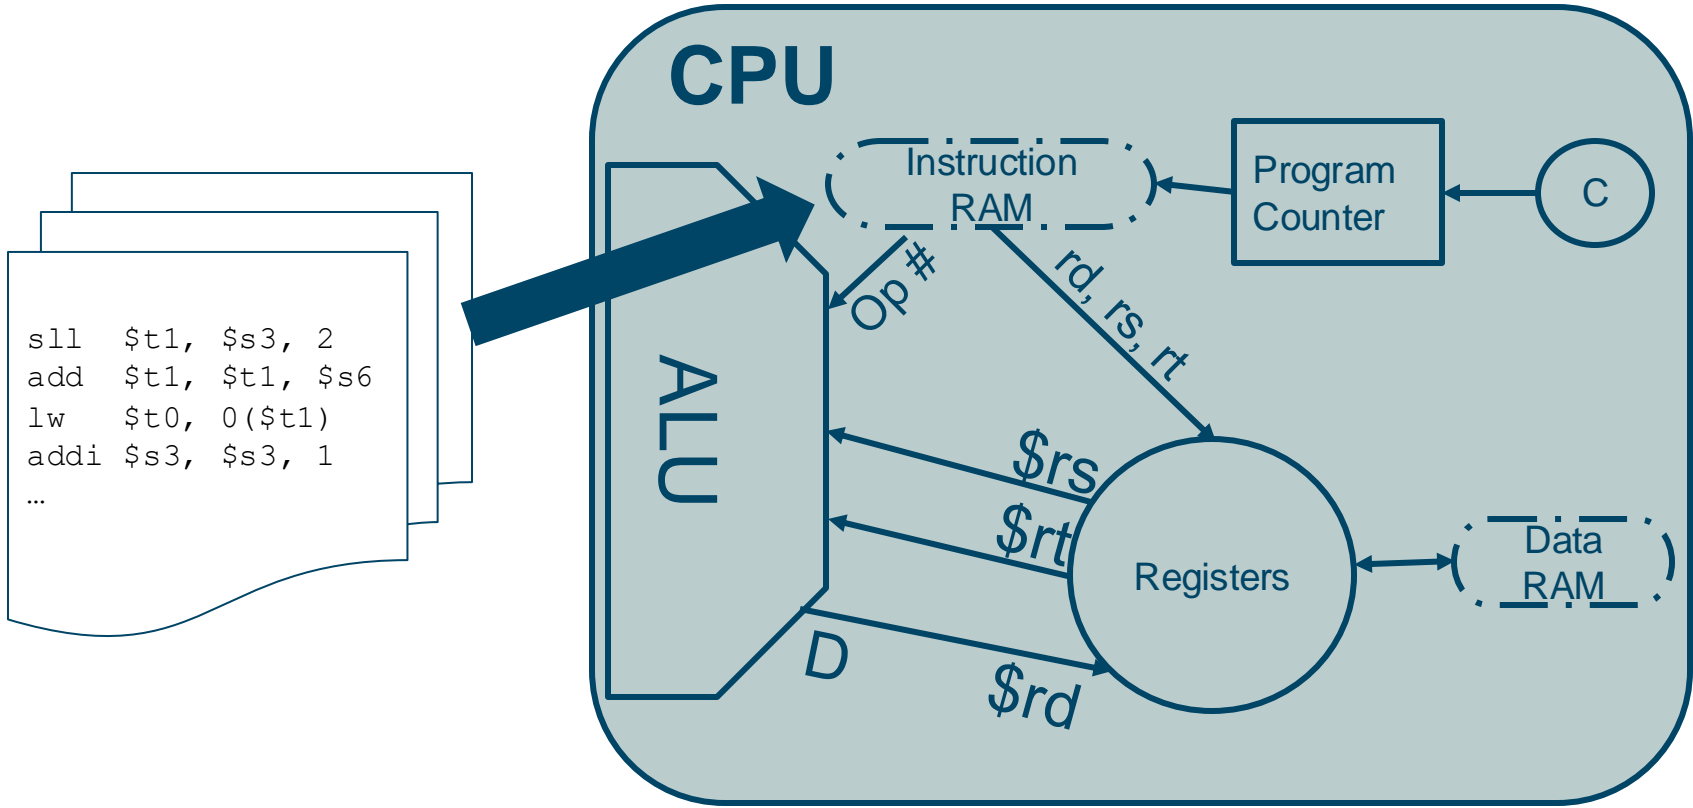 CPU
Instruction
RAM
Program
Counter
C
Op #
rd, rs, rt
sll  $t1, $s3, 2
add  $t1, $t1, $s6
lw   $t0, 0($t1)
addi $s3, $s3, 1
…
ALU
$rs
$rt
Registers
Data
RAM
D
$rd